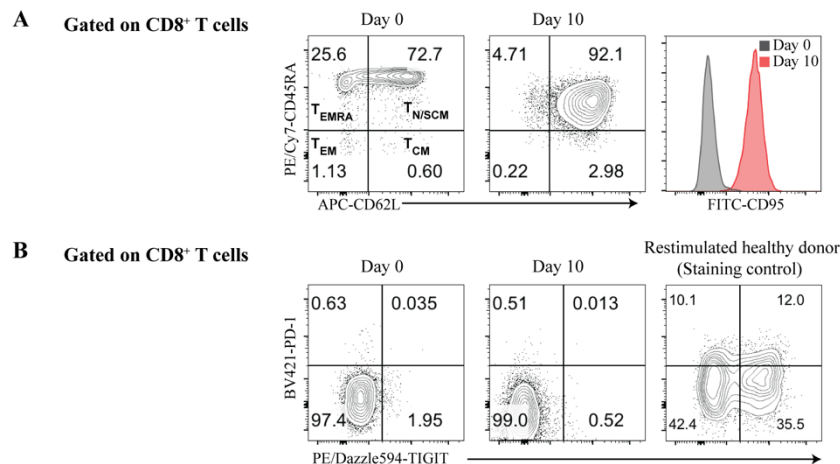 A
Gated on CD8⁺ T cells
Day 0
Day 10
Day 0
Day 10
25.6
72.7
4.71
92.1
T_EMRA
T_N/SCM
T_EM
T_CM
1.13
0.60
0.22
2.98
PE/Cy7-CD45RA
APC-CD62L
FITC-CD95
B
Gated on CD8⁺ T cells
Day 0
Day 10
Restimulated healthy donor
(Staining control)
0.63
0.035
0.51
0.013
10.1
12.0
97.4
1.95
99.0
0.52
42.4
35.5
BV421-PD-1
PE/Dazzle594-TIGIT